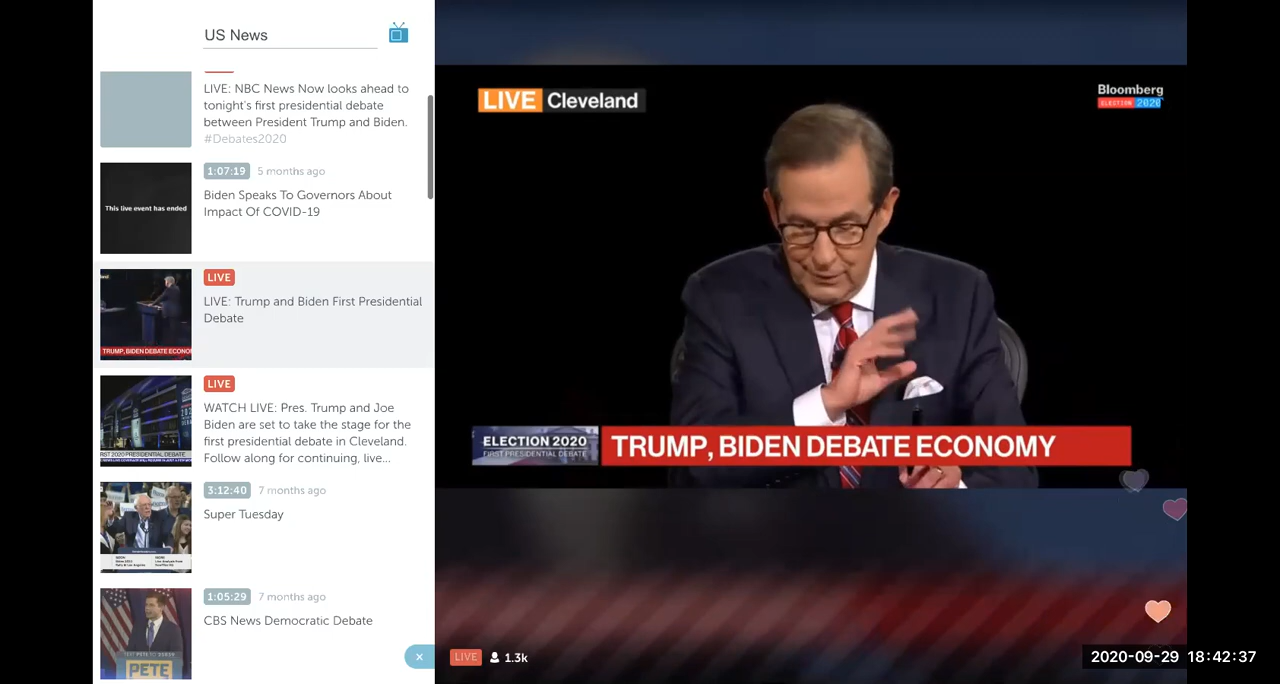 US News
LIVE: NBC News Now looks ahead to
tonight's first presidential debate
between President Trump and Biden.
#Debates2020
This live event has ended
1:07:19 5 months ago
Biden Speaks To Governors About
Impact Of COVID-19
TRUMP, BIDEN DEBATE ECONO
LIVE
LIVE: Trump and Biden First Presidential
Debate
LIVE
WATCH LIVE: Pres. Trump and Joe
Biden are set to take the stage for the
first presidential debate in Cleveland.
Follow along for continuing, live...
RST 2020 PRESIDENTIAL DEBATE
3:12:40 7 months ago
Super Tuesday
1:05:29 7 months ago
CBS News Democratic Debate
PETE
×
LIVE Cleveland
Bloomberg
ELECTION 2020
ELECTION 2020
FIRST PRESIDENTIAL DEBATE
TRUMP, BIDEN DEBATE ECONOMY
LIVE 1.3k
2020-09-29 18:42:37